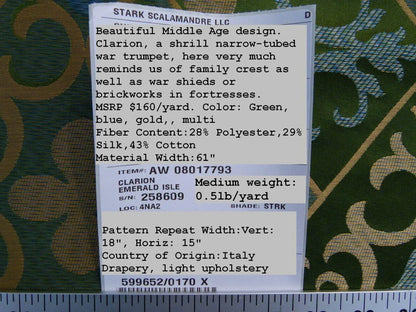 STARK SCALAMANDRE LLC
D
Beautiful Middle Age design.
Clarion, a shrill narrow-tubed
war trumpet, here very much
reminds us of family crest as
well as war shieds or
brickworks in fortresses.
MSRP $160/yard. Color: Green,
blue, gold,, multi
Fiber Content:28% Polyester,29%
Silk,43% Cotton
Material Width:61"
ITEM#: AW 08017793
CLARION
EMERALD ISLE
Medium weight:
0.5lb/yard
S/N: 258609
LOC: 4NA2
SHADE: STRK
Pattern Repeat Width:Vert:
18", Horiz: 15"
Country of Origin:Italy
Drapery, light upholstery
599652/0170 X